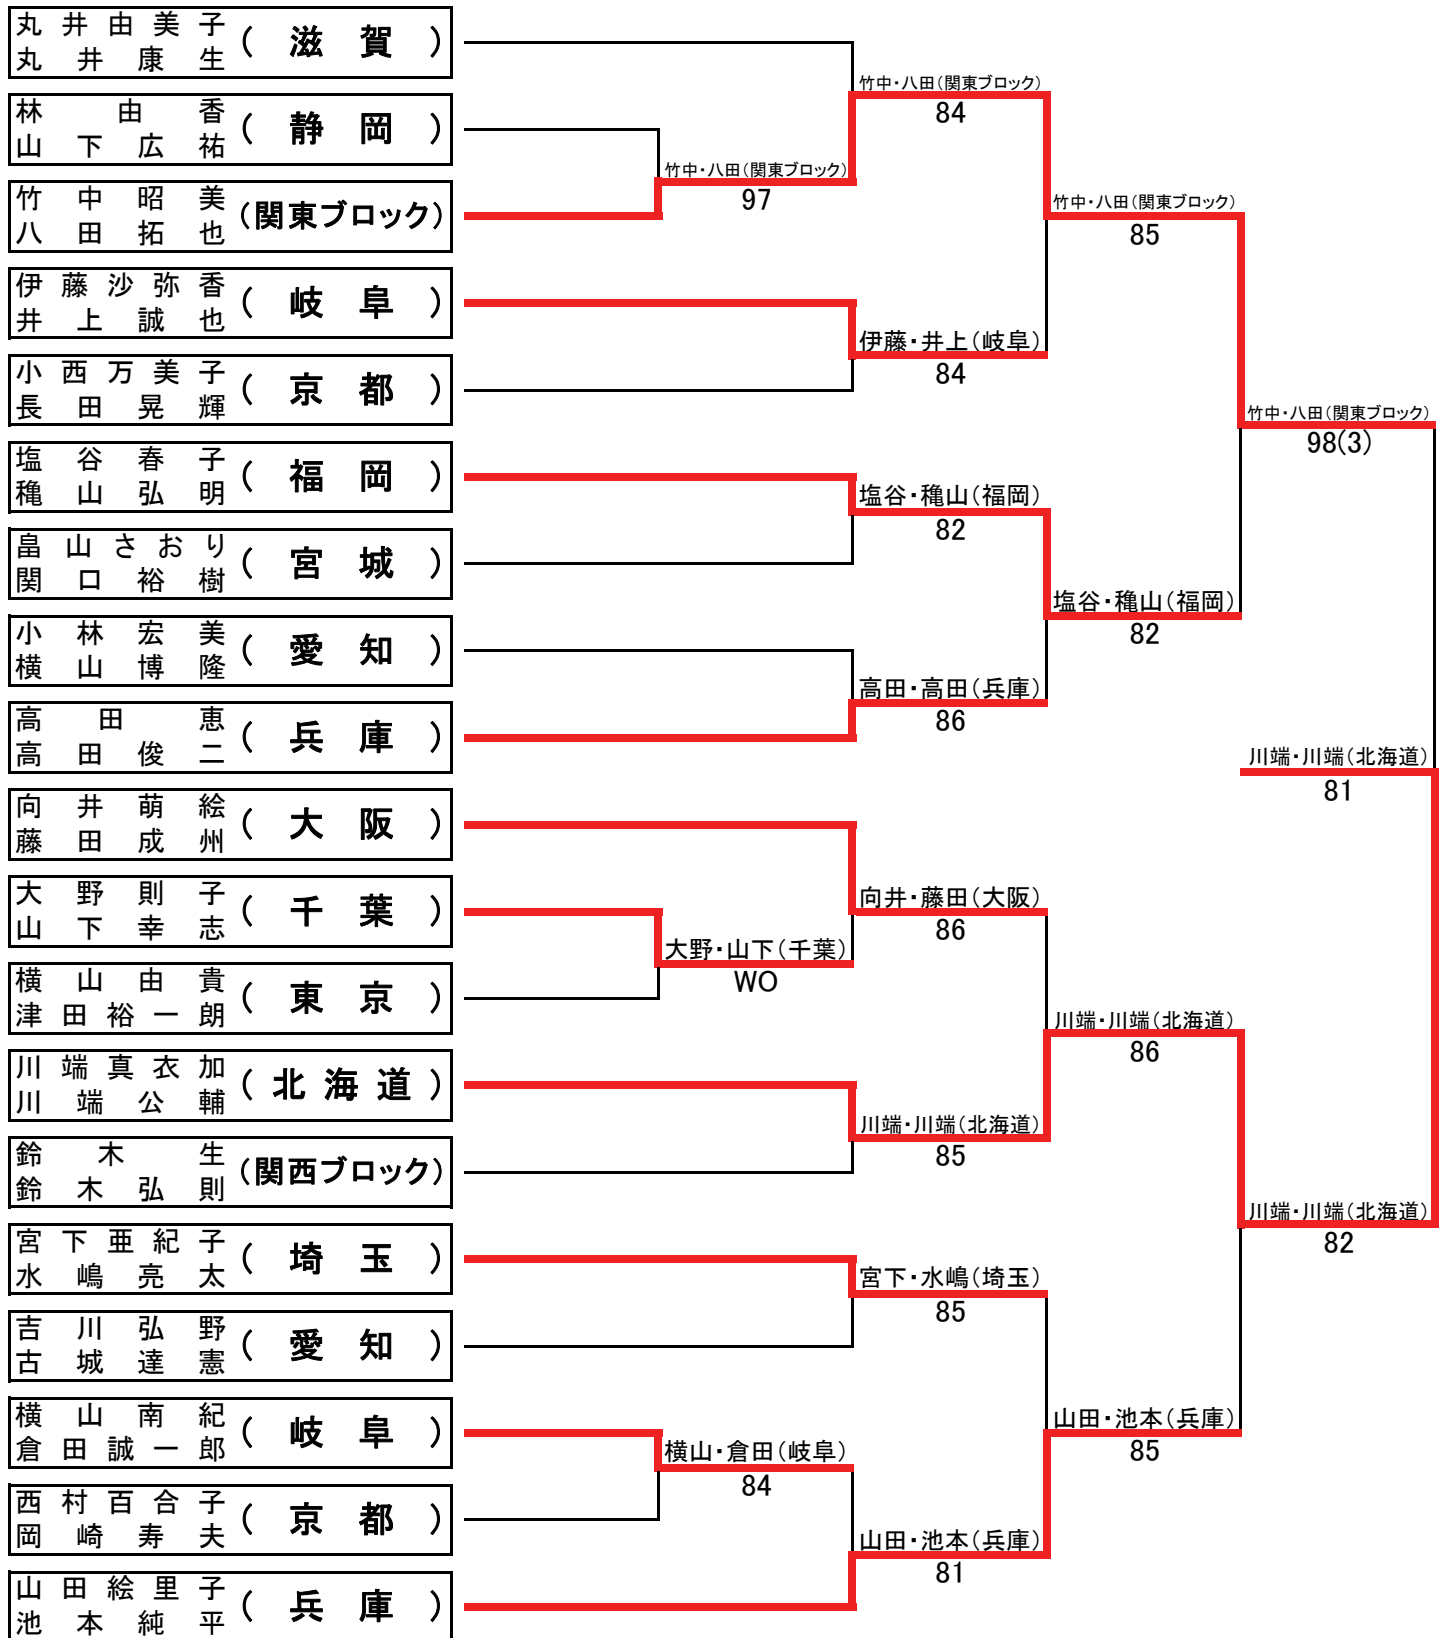 丸井由美子
丸井康生
(滋賀)
林由香
山下広祐
(静岡)
竹中昭美
八田拓也
(関東ブロック)
伊藤沙弥香
井上誠也
(岐阜)
小西万美子
長田晃輝
(京都)
塩谷春子
穐山弘明
(福岡)
畠山さおり
関口裕樹
(宮城)
小林宏美
横山博隆
(愛知)
高田恵
高田俊二
(兵庫)
向井萌絵
藤田成州
(大阪)
大野則子
山下幸志
(千葉)
横山由貴
津田裕一朗
(東京)
川端真衣加
川端公輔
(北海道)
鈴木生
鈴木弘則
(関西ブロック)
宮下亜紀子
水嶋亮太
(埼玉)
吉川弘野
古城達憲
(愛知)
横山南紀
倉田誠一郎
(岐阜)
西村百合子
岡崎寿夫
(京都)
山田絵里子
池本純平
(兵庫)
竹中・八田(関東ブロック)
97
大野・山下(千葉)
WO
横山・倉田(岐阜)
84
竹中・八田(関東ブロック)
84
伊藤・井上(岐阜)
84
塩谷・穐山(福岡)
82
高田・高田(兵庫)
86
向井・藤田(大阪)
86
川端・川端(北海道)
85
宮下・水嶋(埼玉)
85
山田・池本(兵庫)
81
竹中・八田(関東ブロック)
85
塩谷・穐山(福岡)
82
川端・川端(北海道)
86
山田・池本(兵庫)
85
竹中・八田(関東ブロック)
98(3)
川端・川端(北海道)
81
川端・川端(北海道)
82